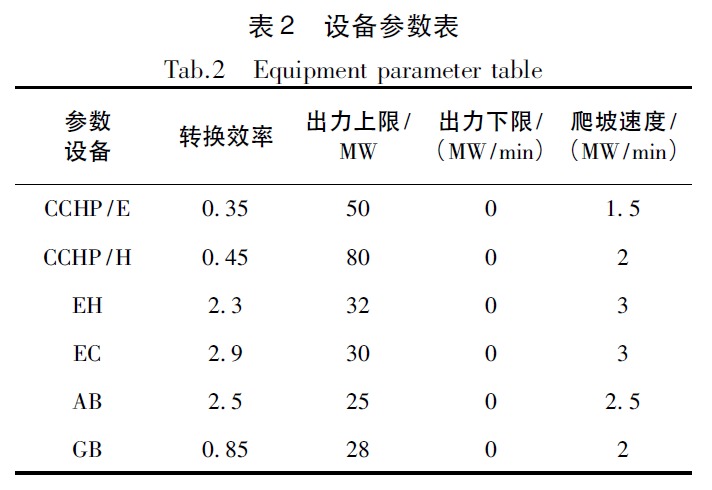 表2 设备参数表
Tab.2 Equipment parameter table
参数设备 转换效率 出力上限/MW 出力下限/(MW/min) 爬坡速度/(MW/min)
CCHP/E 0.35 50 0 1.5
CCHP/H 0.45 80 0 2
EH 2.3 32 0 3
EC 2.9 30 0 3
AB 2.5 25 0 2.5
GB 0.85 28 0 2